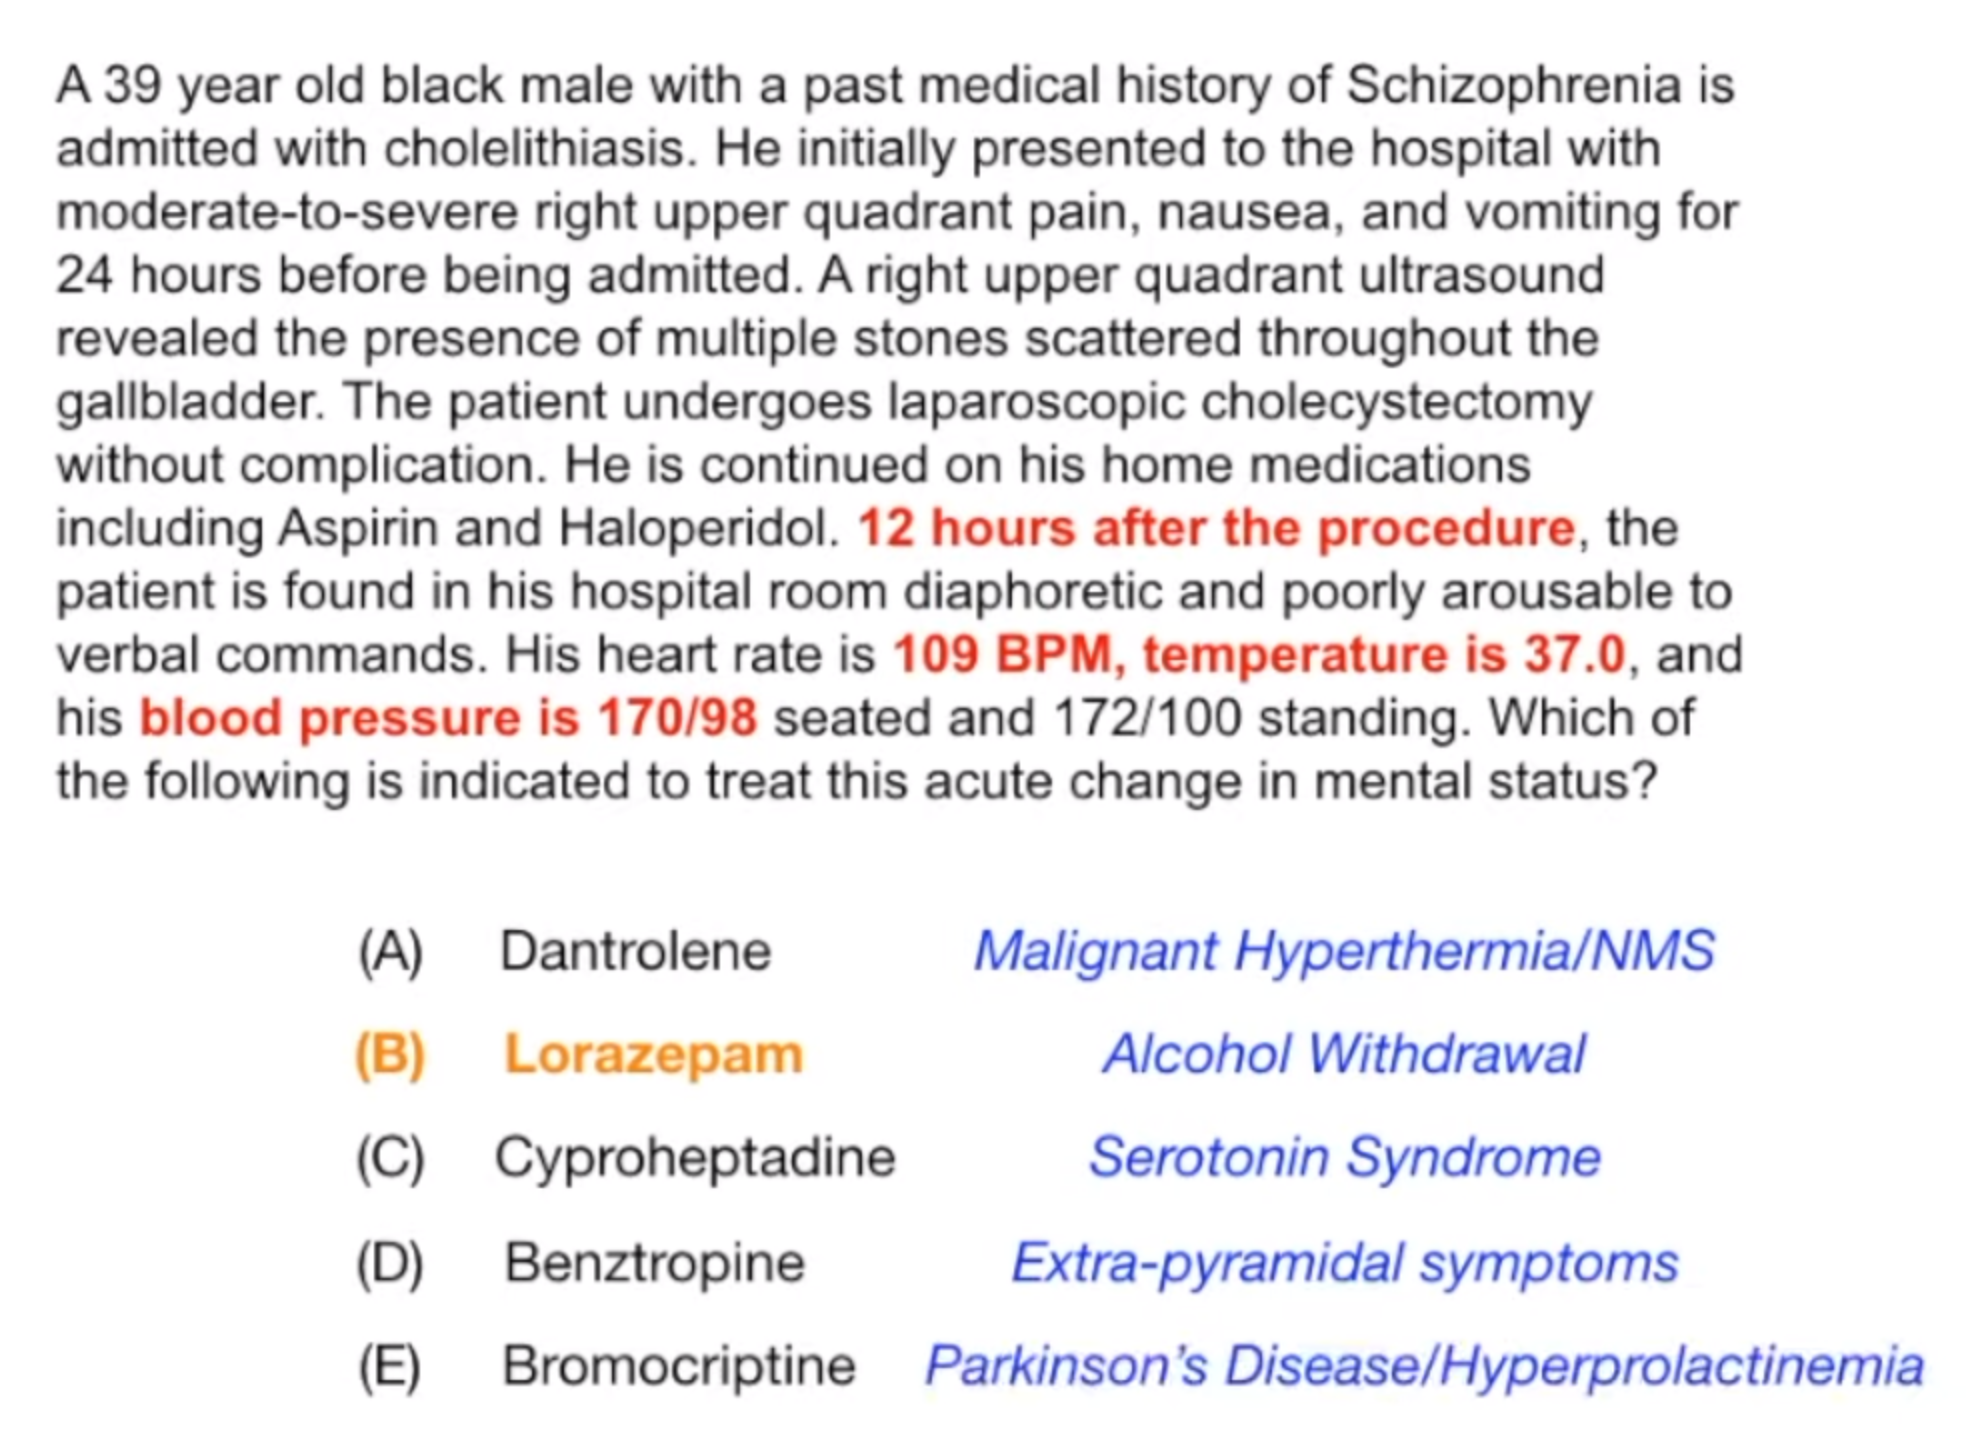 A 39 year old black male with a past medical history of Schizophrenia is
admitted with cholelithiasis. He initially presented to the hospital with
moderate-to-severe right upper quadrant pain, nausea, and vomiting for
24 hours before being admitted. A right upper quadrant ultrasound
revealed the presence of multiple stones scattered throughout the
gallbladder. The patient undergoes laparoscopic cholecystectomy
without complication. He is continued on his home medications
including Aspirin and Haloperidol. 12 hours after the procedure, the
patient is found in his hospital room diaphoretic and poorly arousable to
verbal commands. His heart rate is 109 BPM, temperature is 37.0, and
his blood pressure is 170/98 seated and 172/100 standing. Which of
the following is indicated to treat this acute change in mental status?
(A) Dantrolene Malignant Hyperthermia/NMS
(B) Lorazepam Alcohol Withdrawal
(C) Cyproheptadine Serotonin Syndrome
(D) Benztropine Extra-pyramidal symptoms
(E) Bromocriptine Parkinson's Disease/Hyperprolactinemia